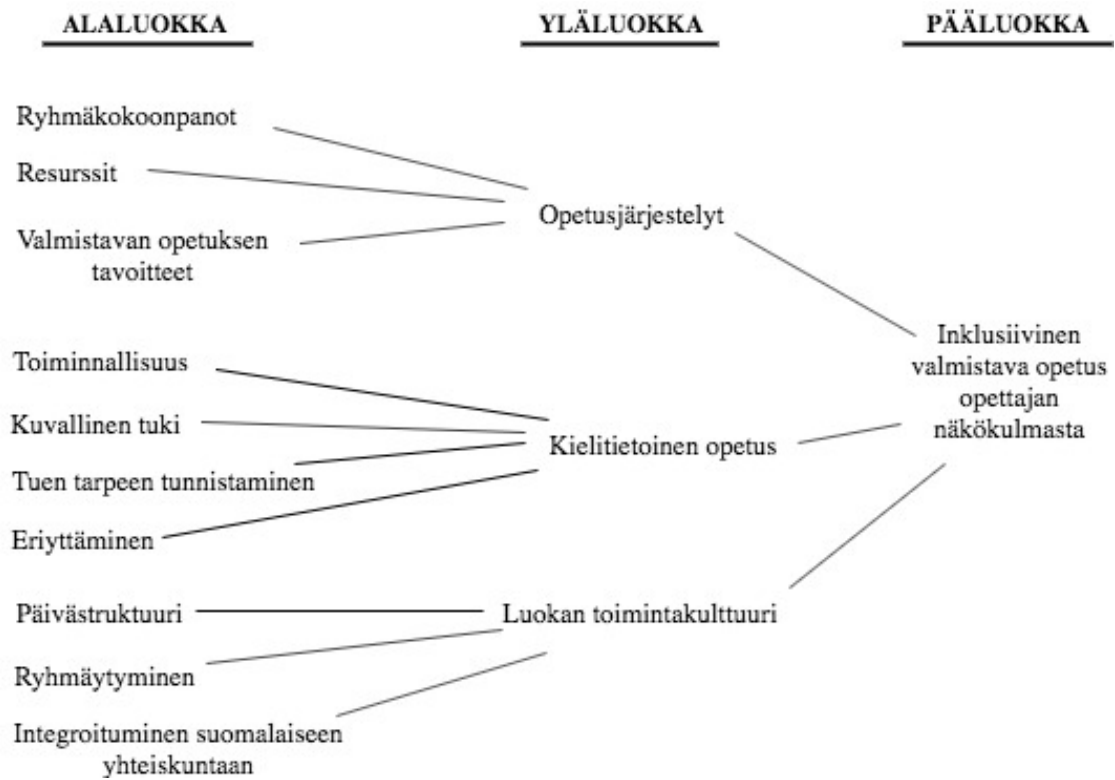 ALALUOKKA
YLÄLUOKKA
PÄÄLUOKKA
Ryhmäkokoonpanot
Resurssit
Valmistavan opetuksen
tavoitteet
Opetusjärjestelyt
Toiminnallisuus
Kuvallinen tuki
Tuen tarpeen tunnistaminen
Eriyttäminen
Kielitietoinen opetus
Päivästruktuuri
Ryhmäytyminen
Integroituminen suomalaiseen
yhteiskuntaan
Luokan toimintakulttuuri
Inklusiivinen
valmistava opetus
opettajan
näkökulmasta